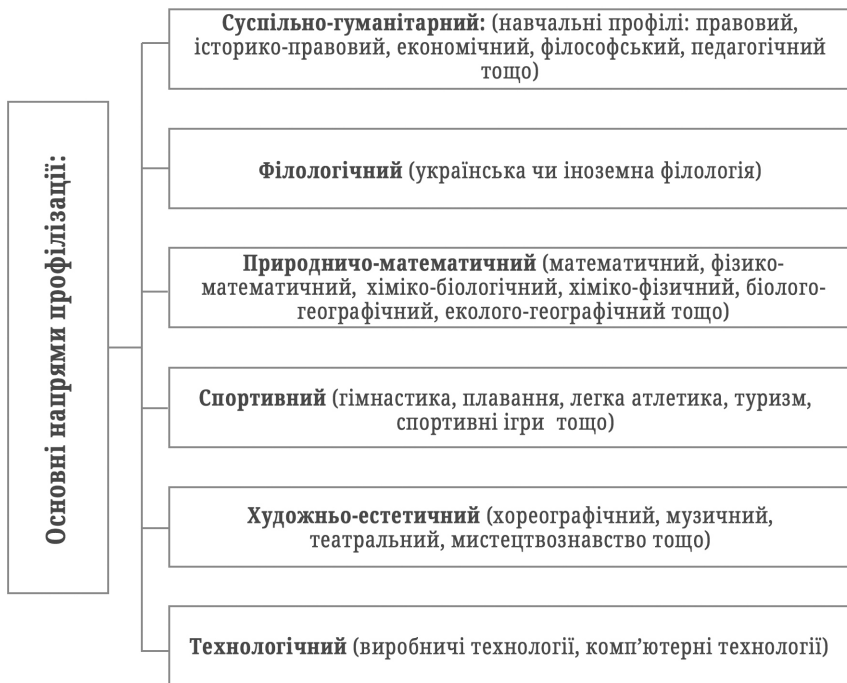 Основні напрями профілізації:
Суспільно-гуманітарний: (навчальні профілі: правовий,
історико-правовий, економічний, філософський, педагогічний
тощо)
Філологічний (українська чи іноземна філологія)
Природничо-математичний (математичний, фізико-
математичний,  хіміко-біологічний, хіміко-фізичний, біолого-
географічний, еколого-географічний тощо)
Спортивний (гімнастика, плавання, легка атлетика, туризм,
спортивні ігри  тощо)
Художньо-естетичний (хореографічний, музичний,
театральний, мистецтвознавство тощо)
Технологічний (виробничі технології, комп’ютерні технології)